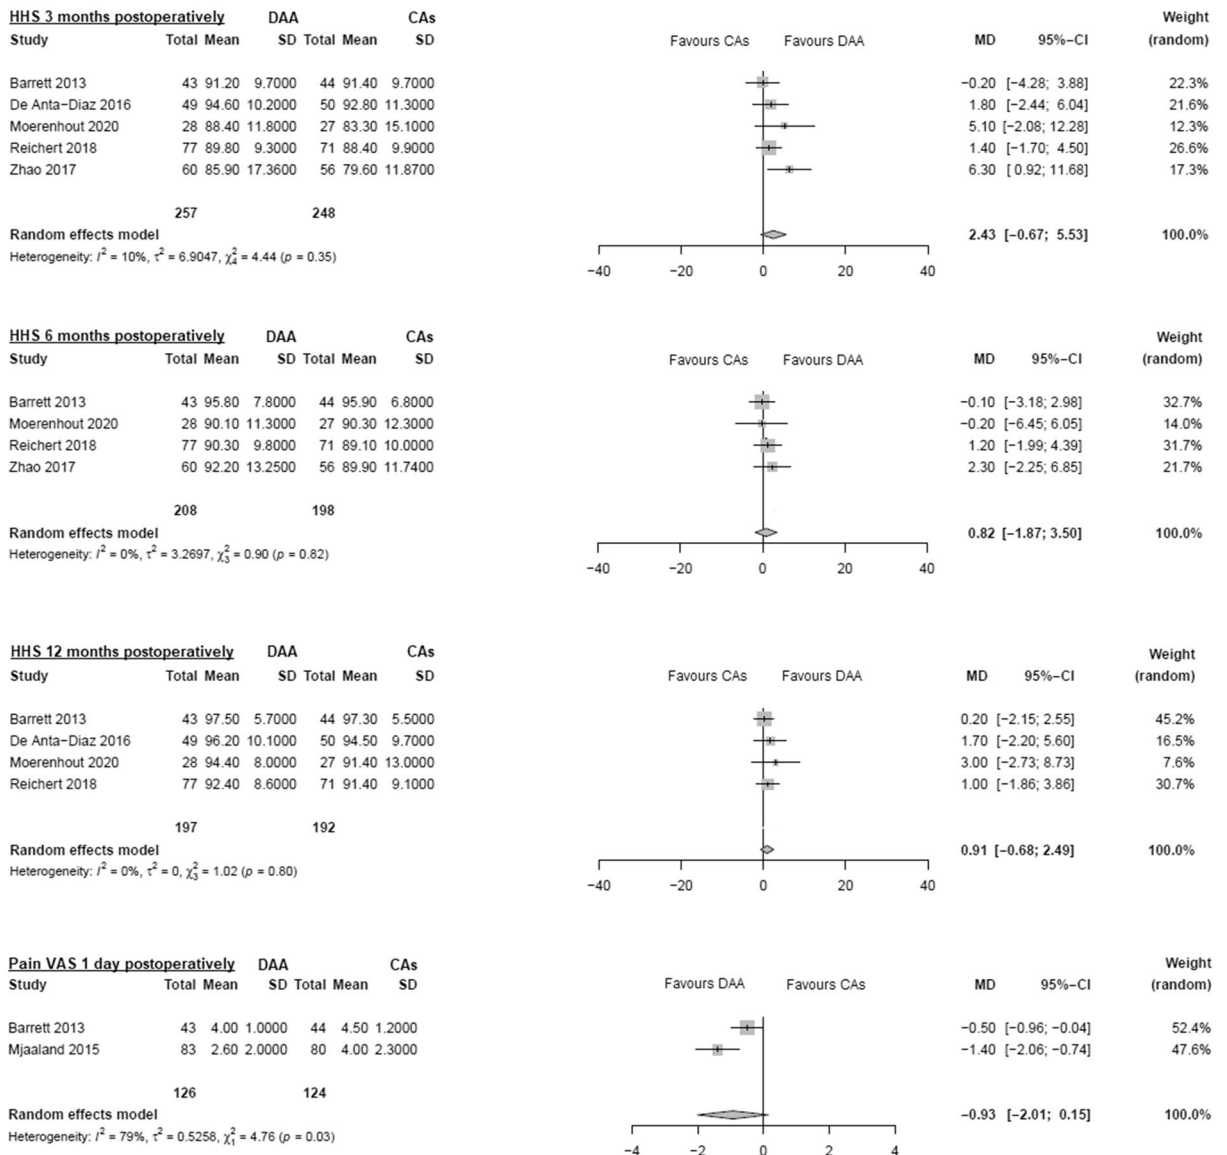 HHS 3 months postoperatively DAA CAs Weight
Study Total Mean SD Total Mean SD Favours CAs Favours DAA MD 95%−CI (random)
Barrett 2013 43 91.20 9.7000 44 91.40 9.7000 −0.20 [−4.28; 3.88] 22.3%
De Anta−Diaz 2016 49 94.60 10.2000 50 92.80 11.3000 1.80 [−2.44; 6.04] 21.6%
Moerenhout 2020 28 88.40 11.8000 27 83.30 15.1000 5.10 [−2.08; 12.28] 12.3%
Reichert 2018 77 89.80 9.3000 71 88.40 9.9000 1.40 [−1.70; 4.50] 26.6%
Zhao 2017 60 85.90 17.3600 56 79.60 11.8700 6.30 [ 0.92; 11.68] 17.3%
257 248
Random effects model 2.43 [−0.67; 5.53] 100.0%
Heterogeneity: I² = 10%, τ² = 6.9047, χ²₄ = 4.44 (p = 0.35)
−40 −20 0 20 40
HHS 6 months postoperatively DAA CAs Weight
Study Total Mean SD Total Mean SD Favours CAs Favours DAA MD 95%−CI (random)
Barrett 2013 43 95.80 7.8000 44 95.90 6.8000 −0.10 [−3.18; 2.98] 32.7%
Moerenhout 2020 28 90.10 11.3000 27 90.30 12.3000 −0.20 [−6.45; 6.05] 14.0%
Reichert 2018 77 90.30 9.8000 71 89.10 10.0000 1.20 [−1.99; 4.39] 31.7%
Zhao 2017 60 92.20 13.2500 56 89.90 11.7400 2.30 [−2.25; 6.85] 21.7%
208 198
Random effects model 0.82 [−1.87; 3.50] 100.0%
Heterogeneity: I² = 0%, τ² = 3.2697, χ²₃ = 0.90 (p = 0.82)
−40 −20 0 20 40
HHS 12 months postoperatively DAA CAs Weight
Study Total Mean SD Total Mean SD Favours CAs Favours DAA MD 95%−CI (random)
Barrett 2013 43 97.50 5.7000 44 97.30 5.5000 0.20 [−2.15; 2.55] 45.2%
De Anta−Diaz 2016 49 96.20 10.1000 50 94.50 9.7000 1.70 [−2.20; 5.60] 16.5%
Moerenhout 2020 28 94.40 8.0000 27 91.40 13.0000 3.00 [−2.73; 8.73] 7.6%
Reichert 2018 77 92.40 8.6000 71 91.40 9.1000 1.00 [−1.86; 3.86] 30.7%
197 192
Random effects model 0.91 [−0.68; 2.49] 100.0%
Heterogeneity: I² = 0%, τ² = 0, χ²₃ = 1.02 (p = 0.80)
−40 −20 0 20 40
Pain VAS 1 day postoperatively DAA CAs Weight
Study Total Mean SD Total Mean SD Favours DAA Favours CAs MD 95%−CI (random)
Barrett 2013 43 4.00 1.0000 44 4.50 1.2000 −0.50 [−0.96; −0.04] 52.4%
Mjaaland 2015 83 2.60 2.0000 80 4.00 2.3000 −1.40 [−2.06; −0.74] 47.6%
126 124
Random effects model −0.93 [−2.01; 0.15] 100.0%
Heterogeneity: I² = 79%, τ² = 0.5258, χ²₁ = 4.76 (p = 0.03)
−4 −2 0 2 4